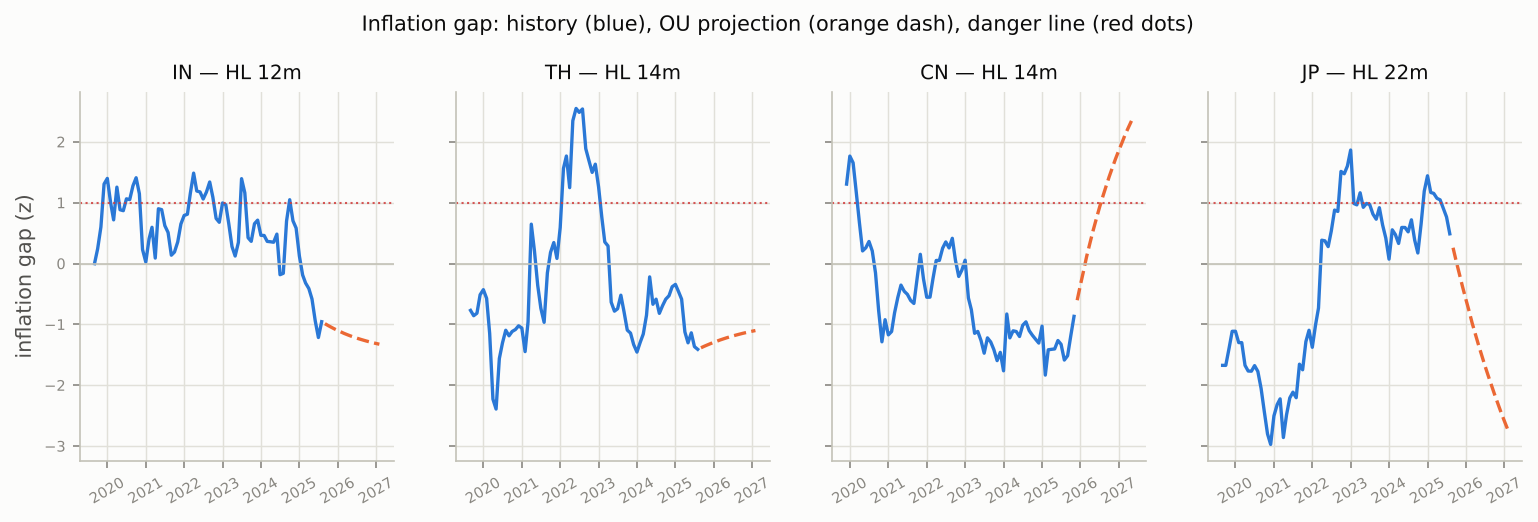 Inflation gap: history (blue), OU projection (orange dash), danger line (red dots)
IN — HL 12m
TH — HL 14m
CN — HL 14m
JP — HL 22m
inflation gap (z)
2
1
0
−1
−2
−3
2020 2021 2022 2023 2024 2025 2026 2027
2020 2021 2022 2023 2024 2025 2026 2027
2020 2021 2022 2023 2024 2025 2026 2027
2020 2021 2022 2023 2024 2025 2026 2027